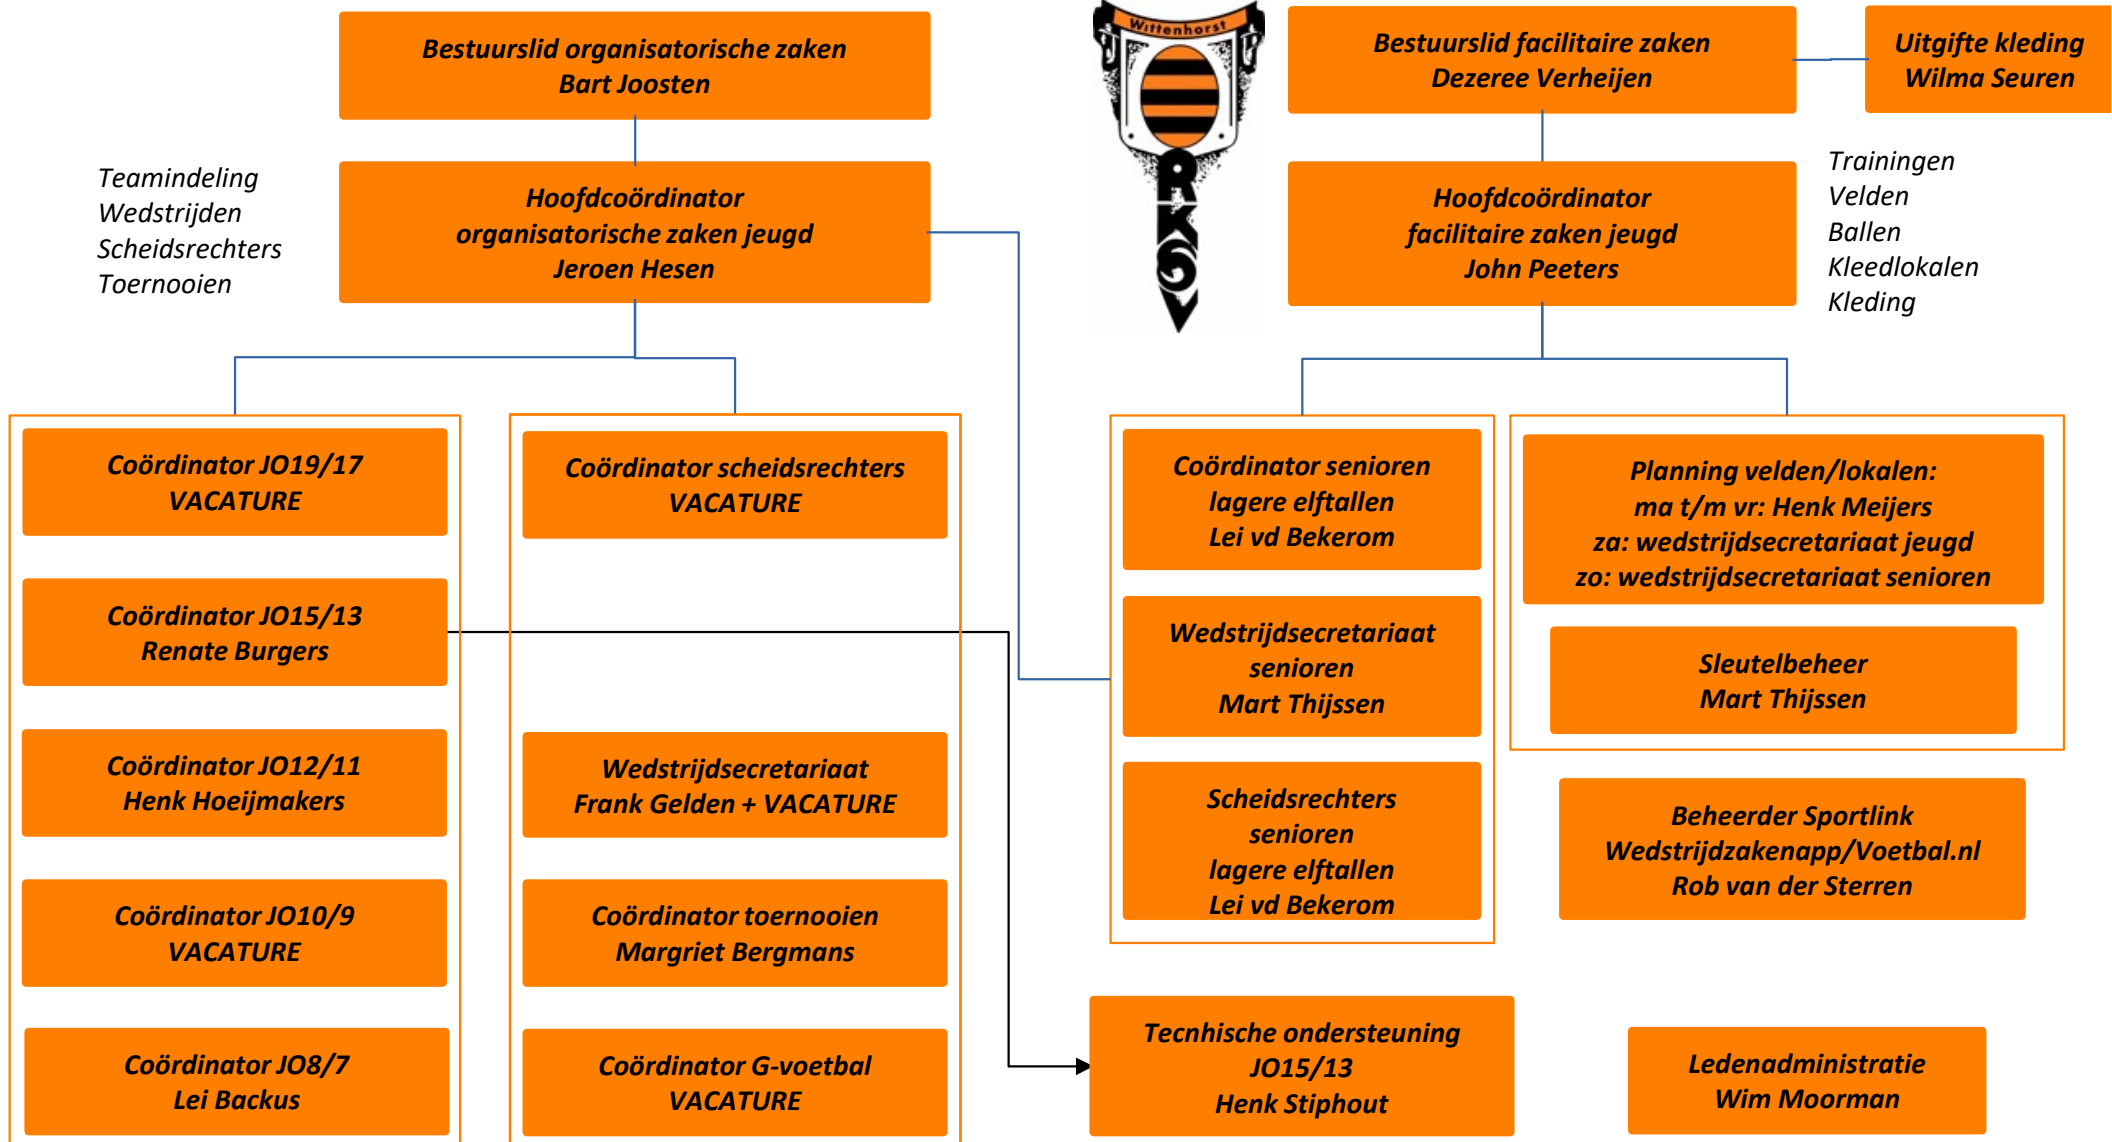 Bestuurslid organisatorische zaken
Bart Joosten
Wittenhorst
RKSV
Bestuurslid facilitaire zaken
Dezeree Verheijen
Uitgifte kleding
Wilma Seuren
Teamindeling
Wedstrijden
Scheidsrechters
Toernooien
Hoofdcoördinator
organisatorische zaken jeugd
Jeroen Hesen
Hoofdcoördinator
facilitaire zaken jeugd
John Peeters
Trainingen
Velden
Ballen
Kleedlokalen
Kleding
Coördinator JO19/17
VACATURE
Coördinator JO15/13
Renate Burgers
Coördinator JO12/11
Henk Hoeijmakers
Coördinator JO10/9
VACATURE
Coördinator JO8/7
Lei Backus
Coördinator scheidsrechters
VACATURE
Wedstrijdsecretariaat
Frank Gelden + VACATURE
Coördinator toernooien
Margriet Bergmans
Coördinator G-voetbal
VACATURE
Coördinator senioren
lagere elftallen
Lei vd Bekerom
Wedstrijdsecretariaat
senioren
Mart Thijssen
Scheidsrechters
senioren
lagere elftallen
Lei vd Bekerom
Tecnhische ondersteuning
JO15/13
Henk Stiphout
Planning velden/lokalen:
ma t/m vr: Henk Meijers
za: wedstrijdsecretariaat jeugd
zo: wedstrijdsecretariaat senioren
Sleutelbeheer
Mart Thijssen
Beheerder Sportlink
Wedstrijdzakenapp/Voetbal.nl
Rob van der Sterren
Ledenadministratie
Wim Moorman